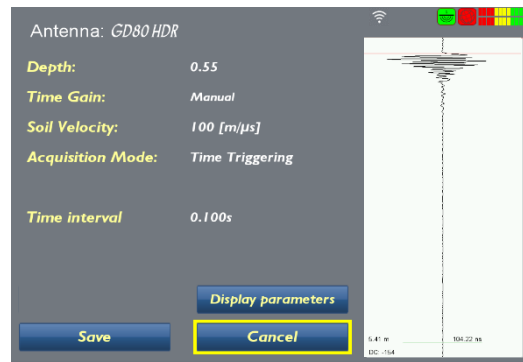 Antenna: GD80 HDR
Depth: 0.55
Time Gain: Manual
Soil Velocity: 100 [m/µs]
Acquisition Mode: Time Triggering
Time interval 0.100s
Display parameters
Save Cancel
5.41 m 104.22 ns
DC: -154